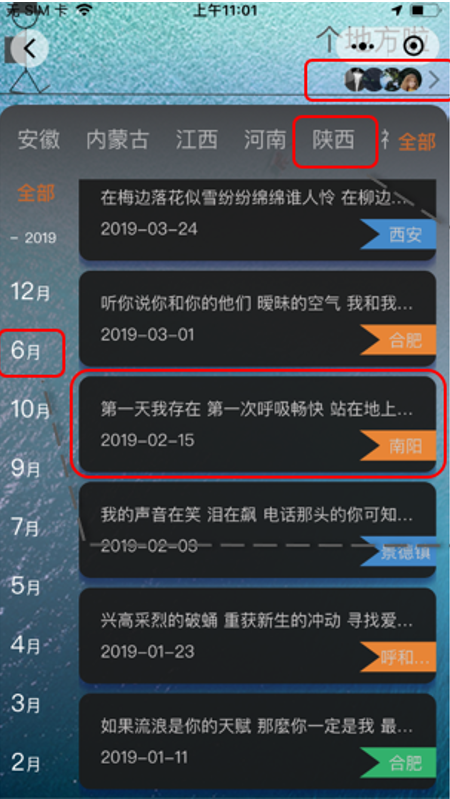 无 SIM 卡 上午11:01
个地方啦
安徽 内蒙古 江西 河南 陕西 全部
全部
在梅边落花似雪纷纷绵绵谁人怜 在柳边...
2019-03-24
西安
- 2019
12月
听你说你和你的他们 暧昧的空气 我和我...
2019-03-01
合肥
6月
第一天我存在 第一次呼吸畅快 站在地上...
2019-02-15
南阳
10月
9月
我的声音在笑 泪在飙 电话那头的你可知...
2019-02-03
景德镇
7月
5月
兴高采烈的破蛹 重获新生的冲动 寻找爱...
2019-01-23
呼和...
4月
3月
如果流浪是你的天赋 那麼你一定是我 最...
2019-01-11
合肥
2月